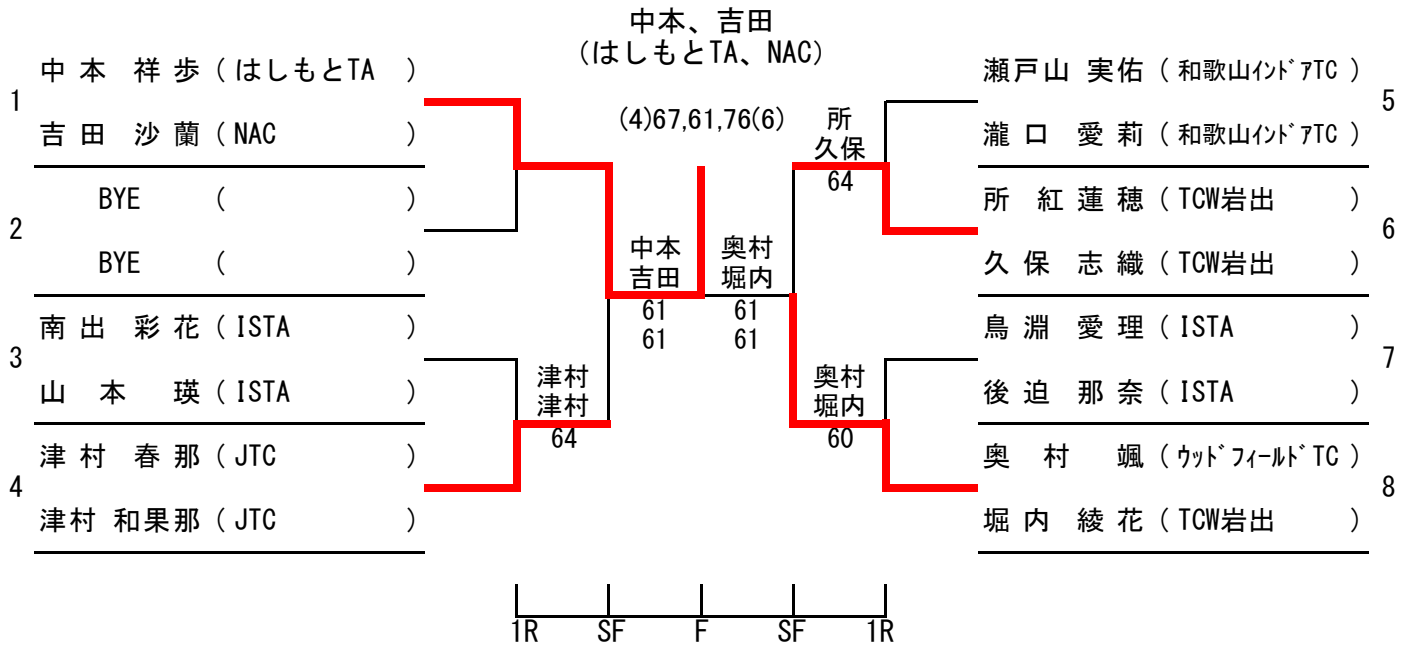 中本、吉田
(はしもとTA、NAC)
1
中本 祥歩 ( はしもとTA )
吉田 沙蘭 ( NAC )
2
BYE ( )
BYE ( )
3
南出 彩花 ( ISTA )
山本 瑛 ( ISTA )
4
津村 春那 ( JTC )
津村 和果那 ( JTC )
津村
津村
64
中本
吉田
61
61
(4)67,61,76(6)
奥村
堀内
61
61
所
久保
64
奥村
堀内
60
瀬戸山 実佑 ( 和歌山インドアTC )
瀧口 愛莉 ( 和歌山インドアTC )
5
所 紅蓮穂 ( TCW岩出 )
久保 志織 ( TCW岩出 )
6
鳥淵 愛理 ( ISTA )
後迫 那奈 ( ISTA )
7
奥村 颯 ( ウッドフィールドTC )
堀内 綾花 ( TCW岩出 )
8
1R SF F SF 1R